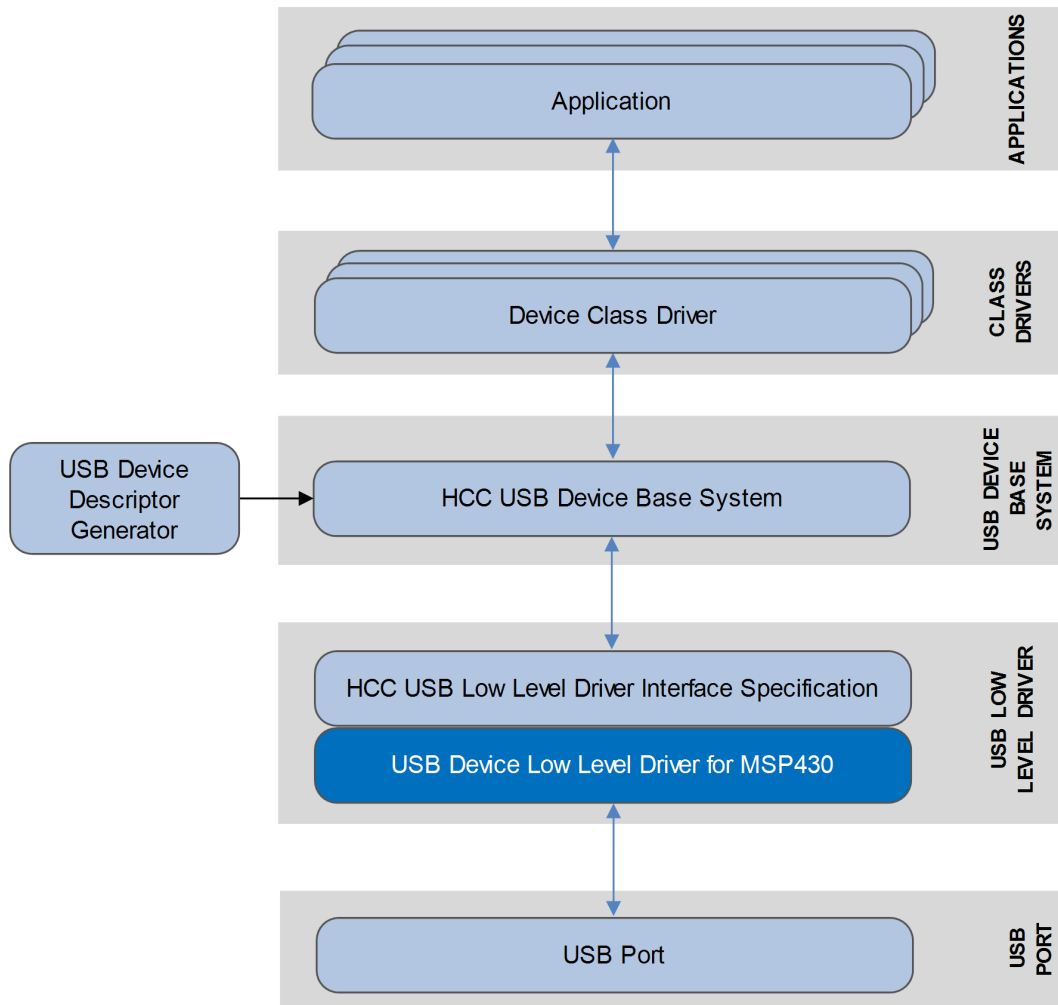 Application
APPLICATIONS
Device Class Driver
CLASS
DRIVERS
USB Device
Descriptor
Generator
HCC USB Device Base System
USB DEVICE
BASE
SYSTEM
HCC USB Low Level Driver Interface Specification
USB Device Low Level Driver for MSP430
USB LOW
LEVEL DRIVER
USB Port
USB
PORT